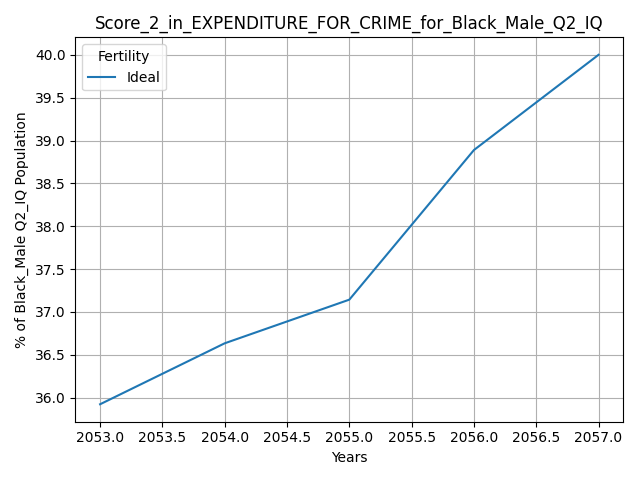 Score_2_in_EXPENDITURE_FOR_CRIME_for_Black_Male_Q2_IQ
Fertility
Ideal
% of Black_Male Q2_IQ Population
40.0
39.5
39.0
38.5
38.0
37.5
37.0
36.5
36.0
2053.0 2053.5 2054.0 2054.5 2055.0 2055.5 2056.0 2056.5 2057.0
Years